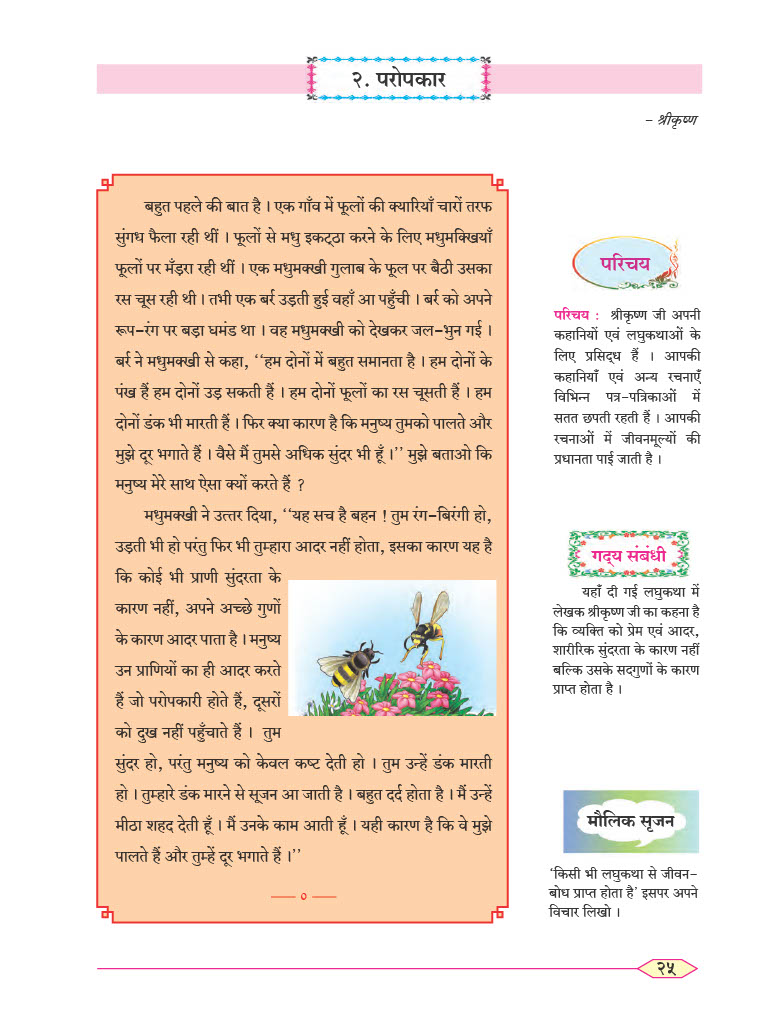 २. परोपकार
– श्रीकृष्ण
बहुत पहले की बात है । एक गाँव में फूलों की क्यारियाँ चारों तरफ
सुंगध फैला रही थीं । फूलों से मधु इकट्ठा करने के लिए मधुमक्खियाँ
फूलों पर मँड़रा रही थीं । एक मधुमक्खी गुलाब के फूल पर बैठी उसका
रस चूस रही थी । तभी एक बर्र उड़ती हुई वहाँ आ पहुँची । बर्र को अपने
रूप-रंग पर बड़ा घमंड था । वह मधुमक्खी को देखकर जल-भुन गई ।
बर्र ने मधुमक्खी से कहा, ‘‘हम दोनों में बहुत समानता है । हम दोनों के
पंख हैं हम दोनों उड़ सकती हैं । हम दोनों फूलों का रस चूसती हैं । हम
दोनों डंक भी मारती हैं । फिर क्या कारण है कि मनुष्य तुमको पालते और
मुझे दूर भगाते हैं । वैसे मैं तुमसे अधिक सुंदर भी हूँ ।’’ मुझे बताओ कि
मनुष्य मेरे साथ ऐसा क्यों करते हैं ?
मधुमक्खी ने उत्तर दिया, ‘‘यह सच है बहन ! तुम रंग-बिरंगी हो,
उड़ती भी हो परंतु फिर भी तुम्हारा आदर नहीं होता, इसका कारण यह है
कि कोई भी प्राणी सुंदरता के
कारण नहीं, अपने अच्छे गुणों
के कारण आदर पाता है । मनुष्य
उन प्राणियों का ही आदर करते
हैं जो परोपकारी होते हैं, दूसरों
को दुख नहीं पहुँचाते हैं । तुम
सुंदर हो, परंतु मनुष्य को केवल कष्ट देती हो । तुम उन्हें डंक मारती
हो । तुम्हारे डंक मारने से सूजन आ जाती है । बहुत दर्द होता है । मैं उन्हें
मीठा शहद देती हूँ । मैं उनके काम आती हूँ । यही कारण है कि वे मुझे
पालते हैं और तुम्हें दूर भगाते हैं ।’’
—— ० ——
परिचय
परिचय : श्रीकृष्ण जी अपनी
कहानियों एवं लघुकथाओं के
लिए प्रसिद्ध हैं । आपकी
कहानियाँ एवं अन्य रचनाएँ
विभिन्न पत्र-पत्रिकाओं में
सतत छपती रहती हैं । आपकी
रचनाओं में जीवनमूल्यों की
प्रधानता पाई जाती है ।
गद्य संबंधी
यहाँ दी गई लघुकथा में
लेखक श्रीकृष्ण जी का कहना है
कि व्यक्ति को प्रेम एवं आदर,
शारीरिक सुंदरता के कारण नहीं
बल्कि उसके सद्गुणों के कारण
प्राप्त होता है ।
मौलिक सृजन
‘किसी भी लघुकथा से जीवन-
बोध प्राप्त होता है’ इसपर अपने
विचार लिखो ।
२५